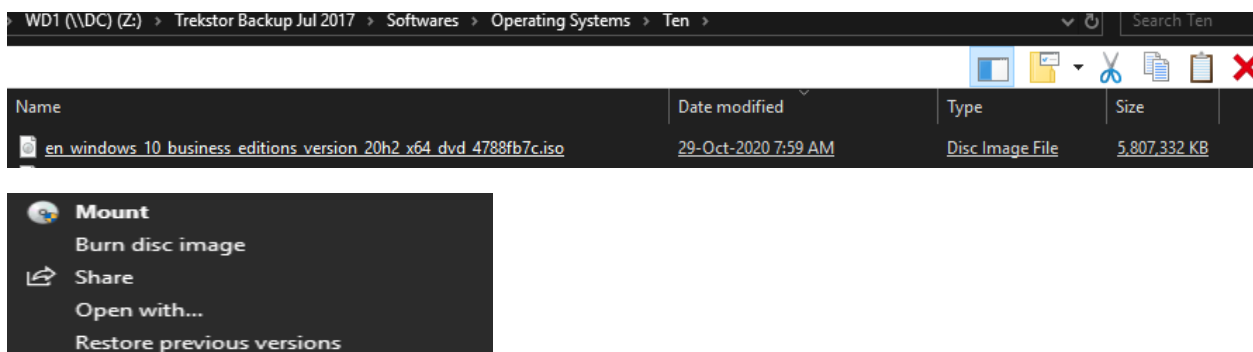 WD1 (\\DC) (Z:) › Trekstor Backup Jul 2017 › Softwares › Operating Systems › Ten › Search Ten
Name Date modified Type Size
en_windows_10_business_editions_version_20h2_x64_dvd_4788fb7c.iso 29-Oct-2020 7:59 AM Disc Image File 5,807,332 KB
Mount
Burn disc image
Share
Open with...
Restore previous versions